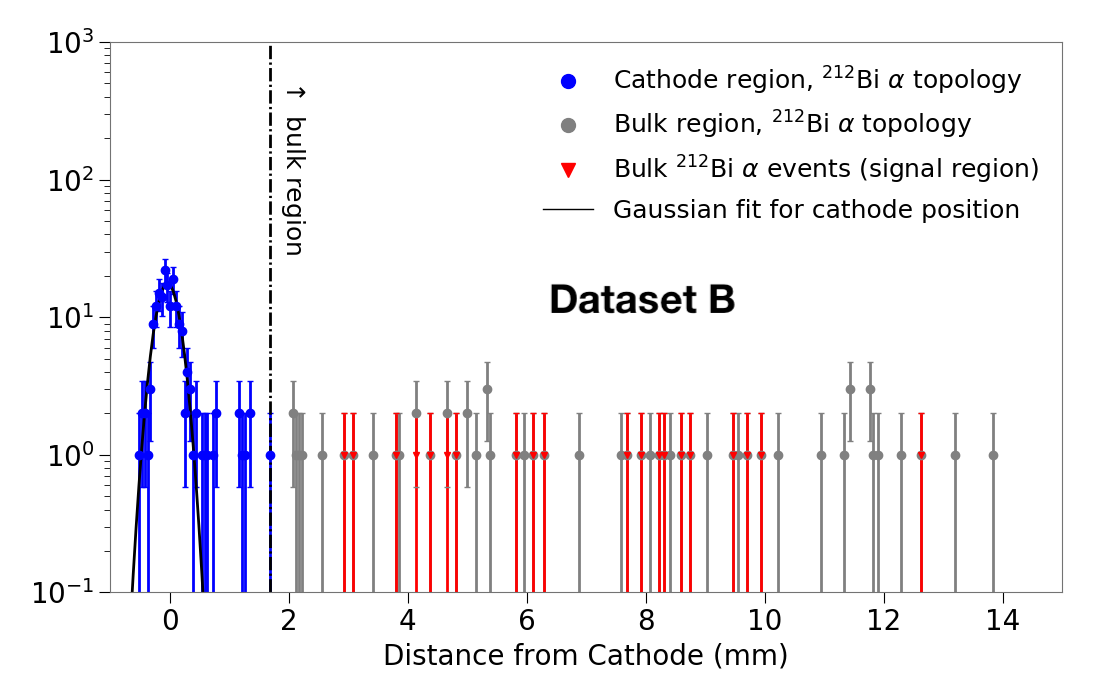 10³
10²
10¹
10⁰
10⁻¹
↑ bulk region
Cathode region, ²¹²Bi α topology
Bulk region, ²¹²Bi α topology
Bulk ²¹²Bi α events (signal region)
Gaussian fit for cathode position
Dataset B
0 2 4 6 8 10 12 14
Distance from Cathode (mm)